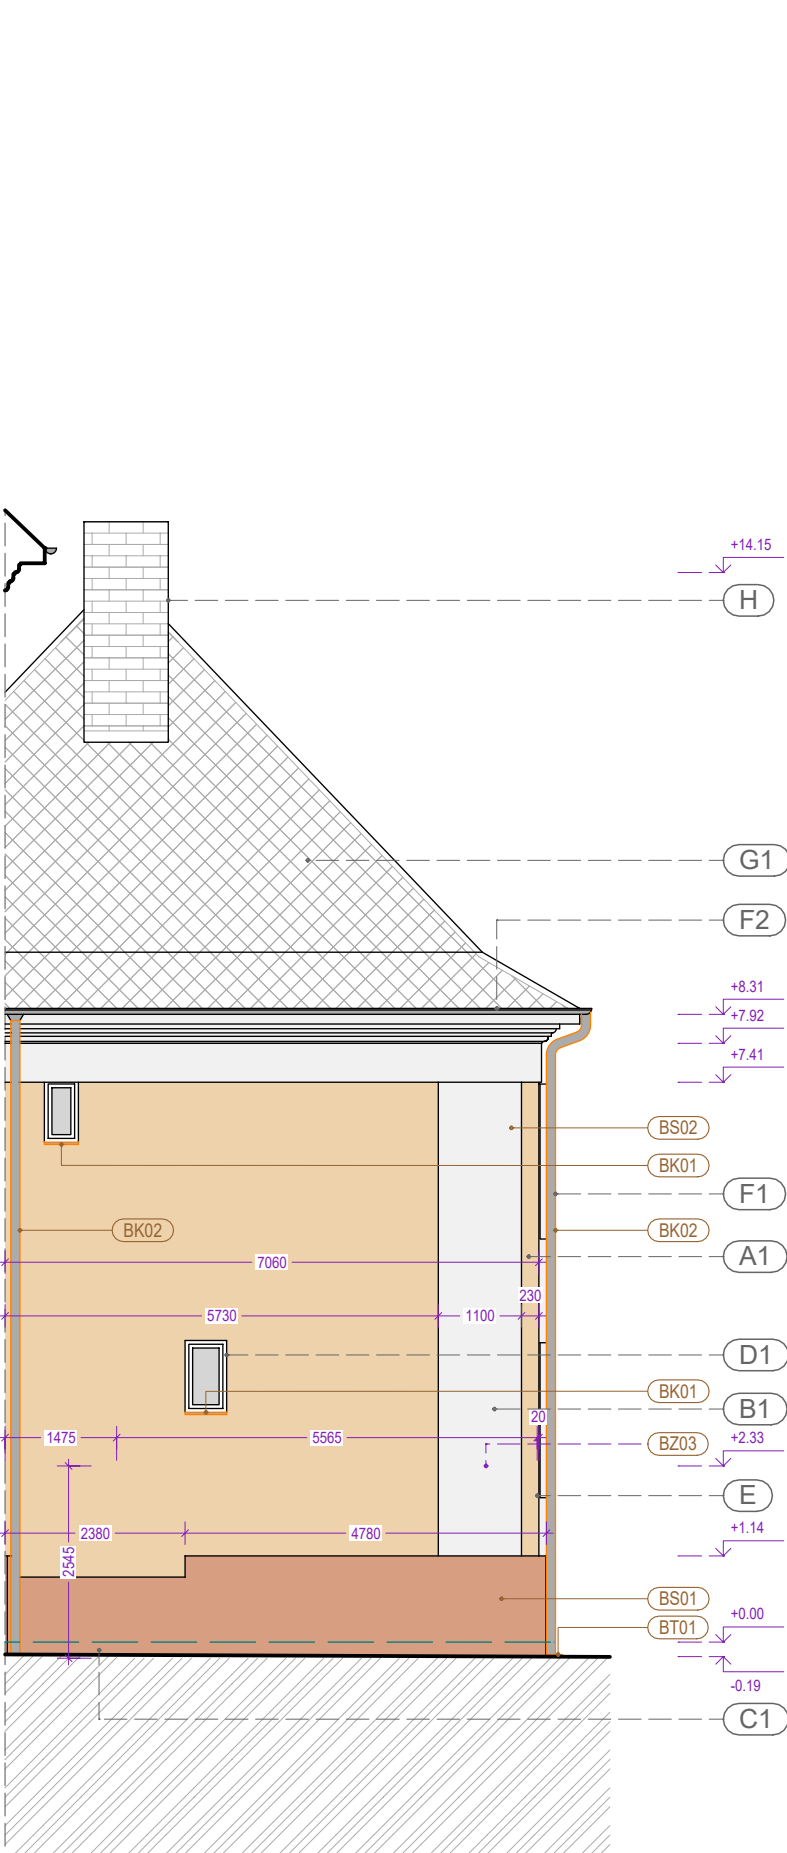 +14.15
H
G1
F2
+8.31
+7.92
+7.41
BS02
BK01
F1
BK02
BK02
A1
7060
230
5730
1100
D1
BK01
B1
20
1475
5565
BZ03
+2.33
E
2380
4780
+1.14
2545
BS01
+0.00
BT01
-0.19
C1